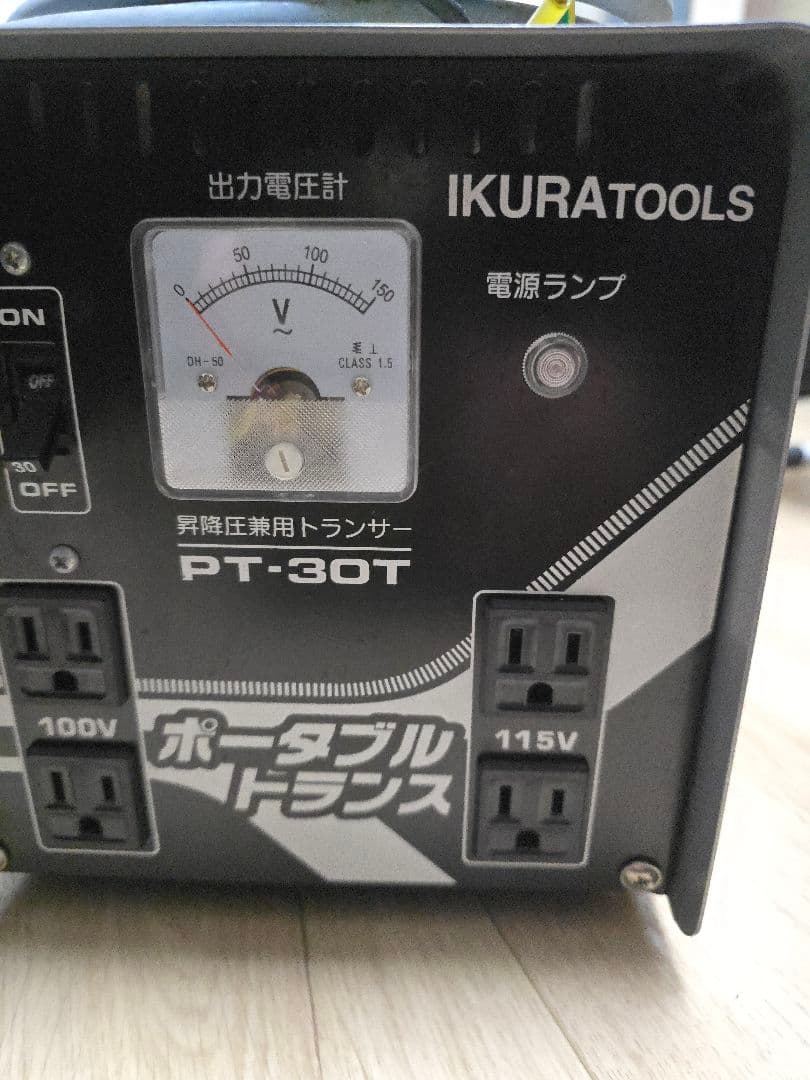 出力電圧計
IKURATOOLS
電源ランプ
0 50 100 150
V
~
DH-50
CLASS 1.5
ON
OFF
30
OFF
昇降圧兼用トランサー
PT-30T
100V
ポータブル
トランス
115V